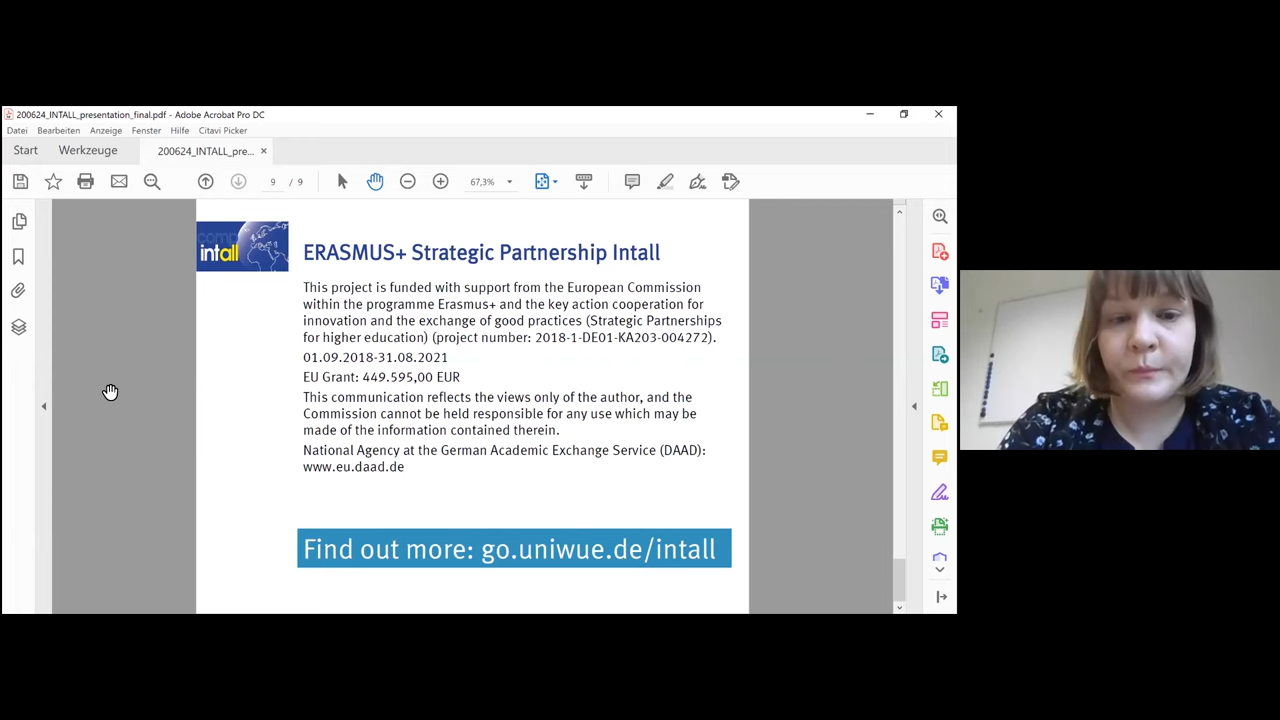 200624_INTALL_presentation_final.pdf - Adobe Acrobat Pro DC
Datei Bearbeiten Anzeige Fenster Hilfe Citavi Picker
Start Werkzeuge 200624_INTALL_pre... ×
9 / 9 67,3%
comp
intall
ERASMUS+ Strategic Partnership Intall
This project is funded with support from the European Commission
within the programme Erasmus+ and the key action cooperation for
innovation and the exchange of good practices (Strategic Partnerships
for higher education) (project number: 2018-1-DE01-KA203-004272).
01.09.2018-31.08.2021
EU Grant: 449.595,00 EUR
This communication reflects the views only of the author, and the
Commission cannot be held responsible for any use which may be
made of the information contained therein.
National Agency at the German Academic Exchange Service (DAAD):
www.eu.daad.de
Find out more: go.uniwue.de/intall